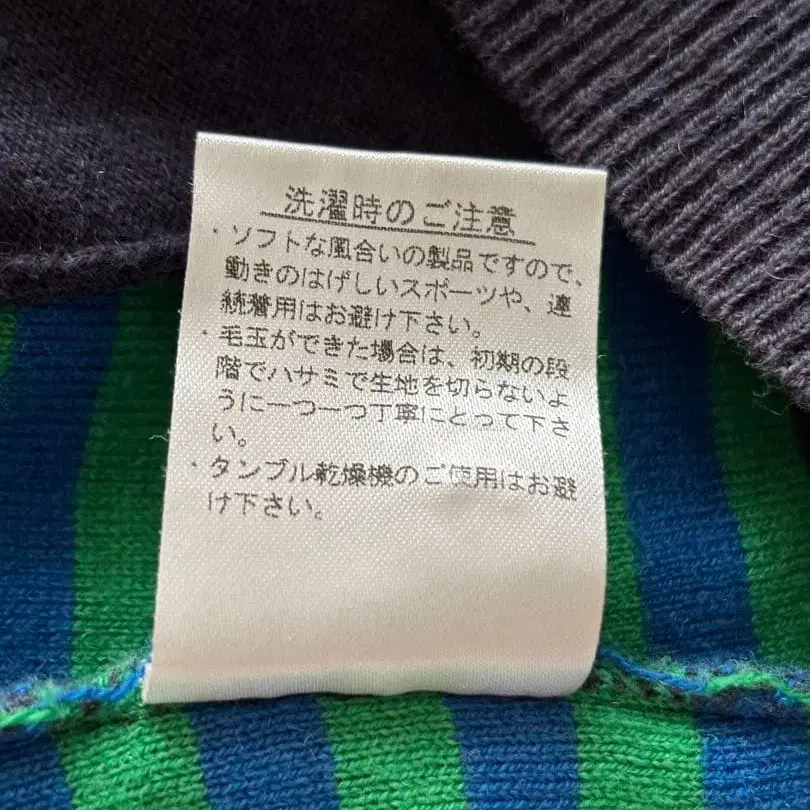 洗濯時のご注意
・ソフトな風合いの製品ですので、
動きのはげしいスポーツや、連
続着用はお避け下さい。
・毛玉ができた場合は、初期の段
階でハサミで生地を切らないよ
うに一つ一つ丁寧にとって下さ
い。
・タンブル乾燥機のご使用はお避
け下さい。